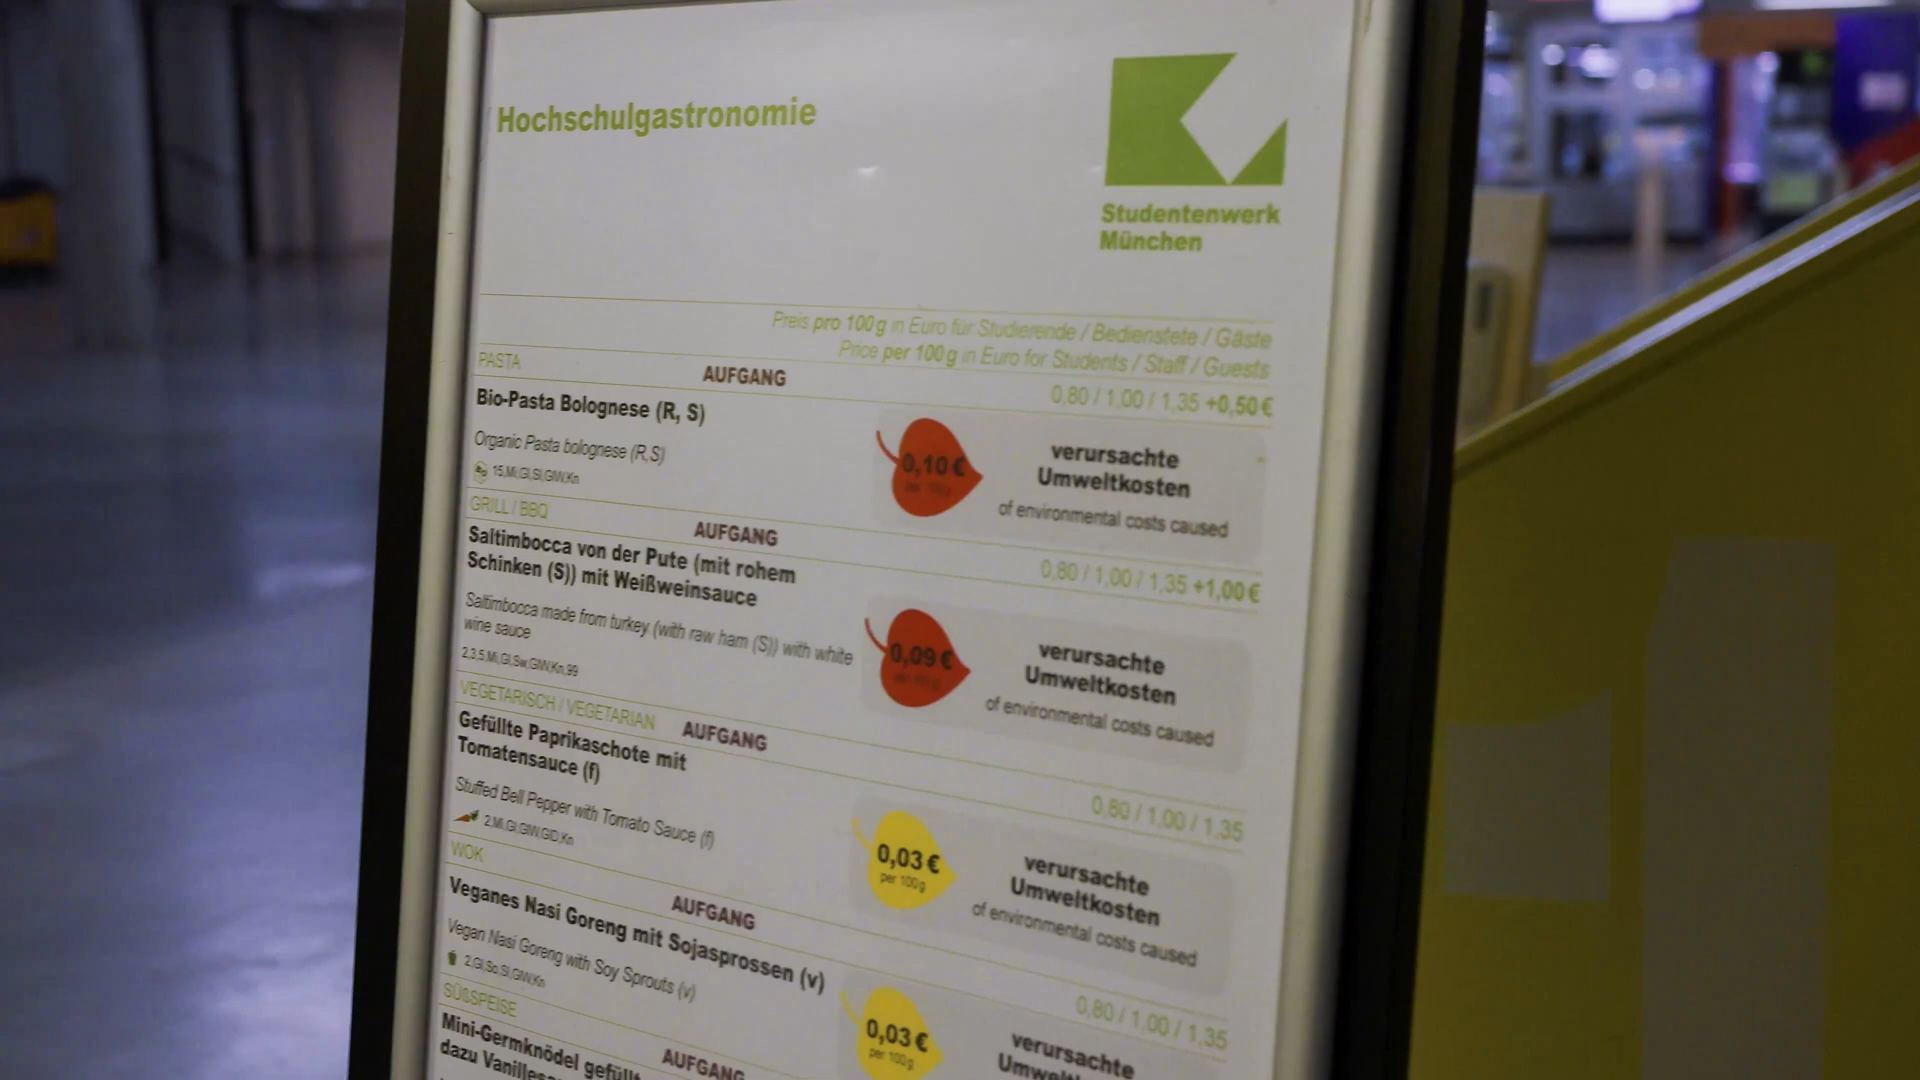 Hochschulgastronomie
Studentenwerk
München
Preis pro 100g in Euro für Studierende / Bedienstete / Gäste
Price per 100g in Euro for Students / Staff / Guests
PASTA
AUFGANG
0,80 / 1,00 / 1,35 +0,50 €
Bio-Pasta Bolognese (R, S)
Organic Pasta bolognese (R,S)
15,Mi,Gl,Sl,GlW,Kn
0,10 €
per 100g
verursachte
Umweltkosten
of environmental costs caused
GRILL / BBQ
AUFGANG
0,80 / 1,00 / 1,35 +1,00 €
Saltimbocca von der Pute (mit rohem
Schinken (S)) mit Weißweinsauce
Saltimbocca made from turkey (with raw ham (S)) with white
wine sauce
2,3,5,Mi,Gl,Sw,GlW,Kn,99
0,09 €
per 100g
verursachte
Umweltkosten
of environmental costs caused
VEGETARISCH / VEGETARIAN
AUFGANG
0,80 / 1,00 / 1,35
Gefüllte Paprikaschote mit
Tomatensauce (f)
Stuffed Bell Pepper with Tomato Sauce (f)
2,Mi,Gl,GlW,GlD,Kn
0,03 €
per 100g
verursachte
Umweltkosten
of environmental costs caused
WOK
AUFGANG
0,80 / 1,00 / 1,35
Veganes Nasi Goreng mit Sojasprossen (v)
Vegan Nasi Goreng with Soy Sprouts (v)
2,Gl,So,Sl,GlW,Kn
0,03 €
per 100g
verursachte
SÜßSPEISE
AUFGANG
Mini-Germknödel gefüllt
dazu